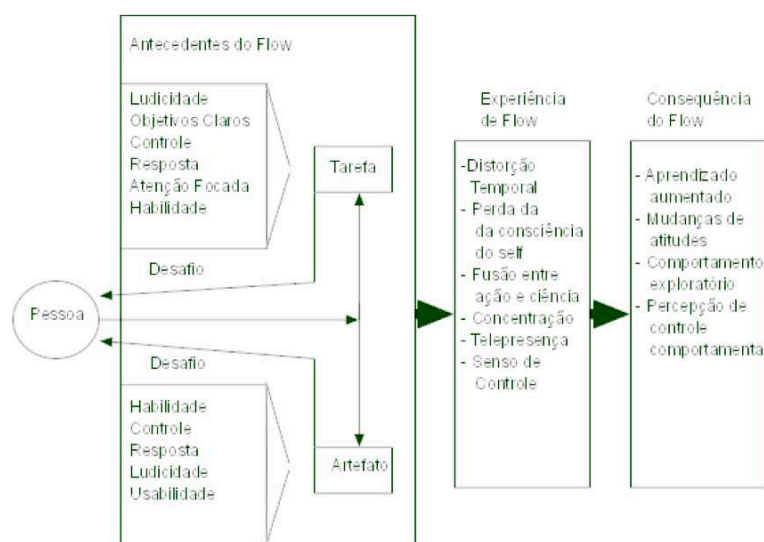 Antecedentes do Flow
Ludicidade
Objetivos Claros
Controle
Resposta
Atenção Focada
Habilidade
Tarefa
Desafio
Pessoa
Desafio
Habilidade
Controle
Resposta
Ludicidade
Usabilidade
Artefato
Experiência
de Flow
-Distorção
Temporal
- Perda da
da consciência
do self
- Fusão entre
ação e ciência
- Concentração
- Telepresença
- Senso de
Controle
Consequência
do Flow
- Aprendizado
aumentado
- Mudanças de
atitudes
- Comportamento
exploratório
- Percepção de
controle
comportamenta